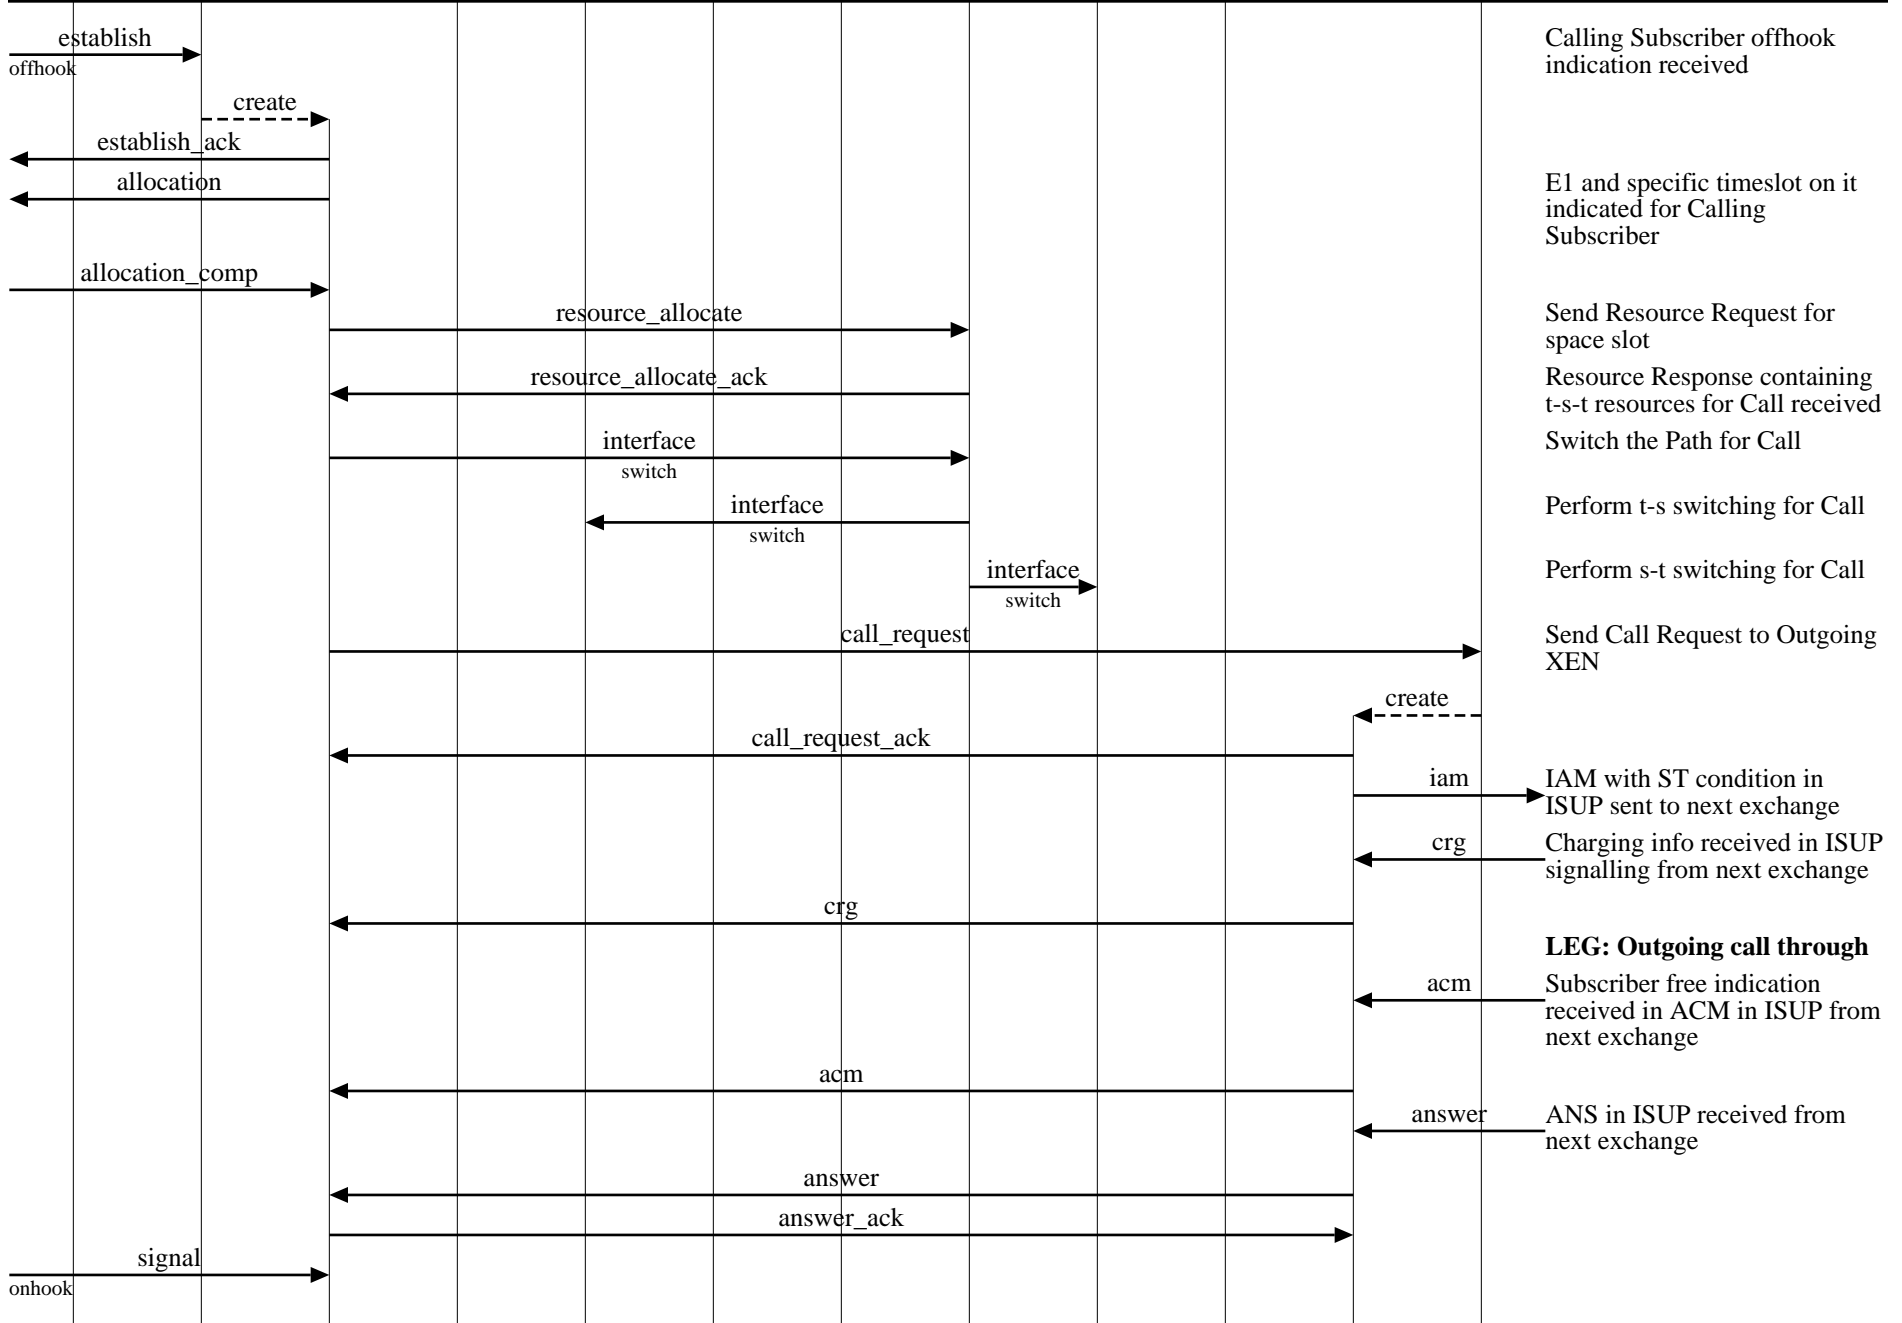 establish
Calling Subscriber offhook
offhook
indication received
create
establish_ack
allocation
E1 and specific timeslot on it
indicated for Calling
Subscriber
allocation_comp
resource_allocate
Send Resource Request for
space slot
resource_allocate_ack
Resource Response containing
t-s-t resources for Call received
interface
Switch the Path for Call
switch
interface
Perform t-s switching for Call
switch
interface
Perform s-t switching for Call
switch
call_request
Send Call Request to Outgoing
XEN
create
call_request_ack
iam
IAM with ST condition in
ISUP sent to next exchange
crg
Charging info received in ISUP
signalling from next exchange
crg
LEG: Outgoing call through
acm
Subscriber free indication
received in ACM in ISUP from
next exchange
acm
answer
ANS in ISUP received from
next exchange
answer
answer_ack
signal
onhook